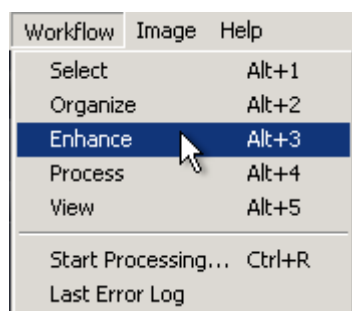 Workflow Image Help
Select Alt+1
Organize Alt+2
Enhance Alt+3
Process Alt+4
View Alt+5
Start Processing... Ctrl+R
Last Error Log